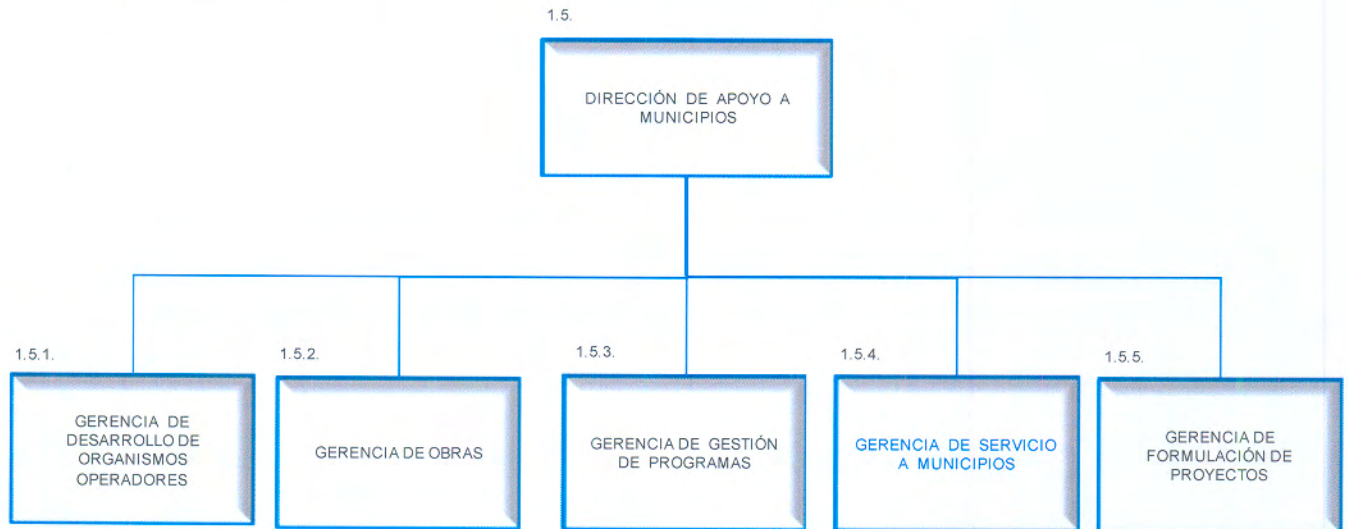 1.5.
DIRECCIÓN DE APOYO A
MUNICIPIOS
1.5.1.
GERENCIA DE
DESARROLLO DE
ORGANISMOS
OPERADORES
1.5.2.
GERENCIA DE OBRAS
1.5.3.
GERENCIA DE GESTIÓN
DE PROGRAMAS
1.5.4.
GERENCIA DE SERVICIO
A MUNICIPIOS
1.5.5.
GERENCIA DE
FORMULACIÓN DE
PROYECTOS